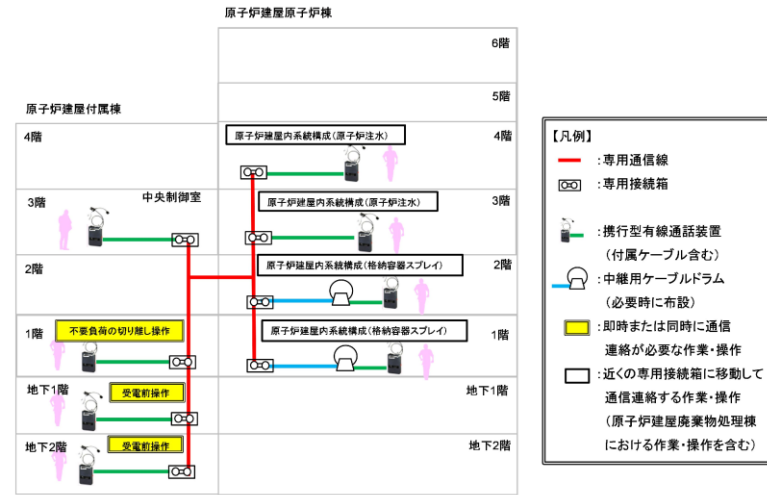 原子炉建屋原子炉棟
6階
5階
原子炉建屋付属棟
4階
原子炉建屋内系統構成(原子炉注水)
4階
3階
中央制御室
原子炉建屋内系統構成(原子炉注水)
3階
2階
原子炉建屋内系統構成(格納容器スプレイ)
2階
1階
不要負荷の切り離し操作
原子炉建屋内系統構成(格納容器スプレイ)
1階
地下1階
受電前操作
地下1階
地下2階
受電前操作
地下2階
【凡例】
:専用通信線
:専用接続箱
:携行型有線通話装置
(付属ケーブル含む)
:中継用ケーブルドラム
(必要時に布設)
:即時または同時に通信
連絡が必要な作業・操作
:近くの専用接続箱に移動して
通信連絡する作業・操作
(原子炉建屋廃棄物処理棟
における作業・操作を含む)